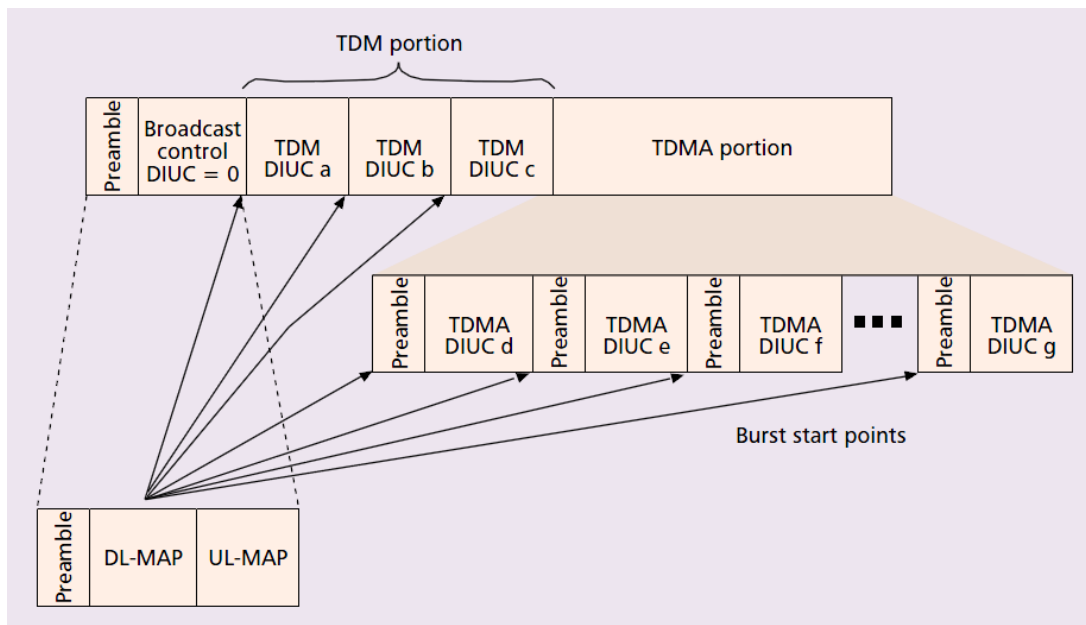 TDM portion
Preamble
Broadcast
control
DIUC = 0
TDM
DIUC a
TDM
DIUC b
TDM
DIUC c
TDMA portion
Preamble
TDMA
DIUC d
Preamble
TDMA
DIUC e
Preamble
TDMA
DIUC f
Preamble
TDMA
DIUC g
Burst start points
Preamble
DL-MAP
UL-MAP